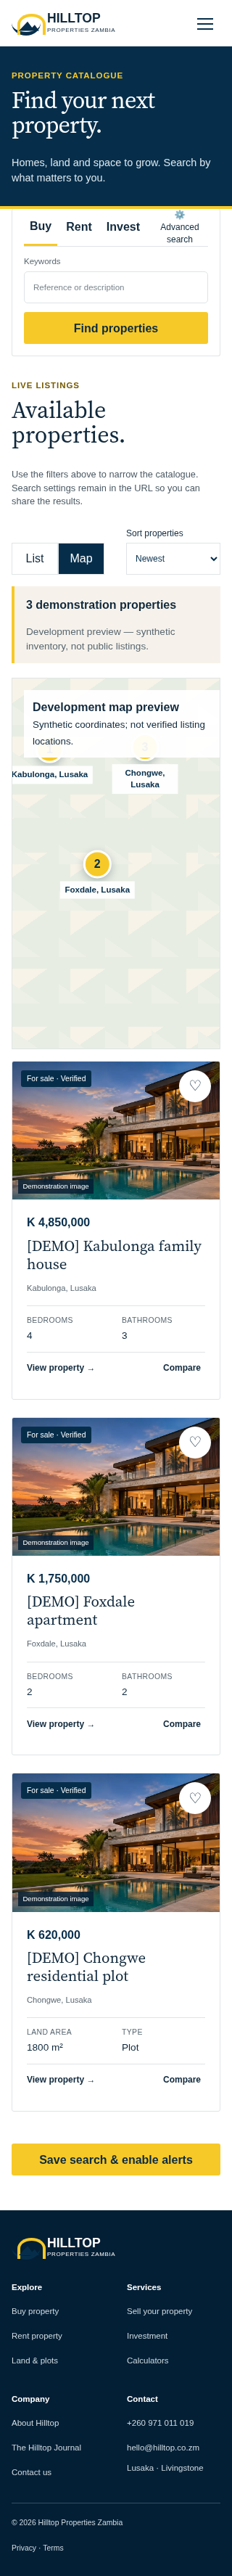 HILLTOP
PROPERTIES ZAMBIA
PROPERTY CATALOGUE
Find your next
property.
Homes, land and space to grow. Search by
what matters to you.
Buy
Rent
Invest
Advanced
search
Keywords
Reference or description
Find properties
LIVE LISTINGS
Available
properties.
Use the filters above to narrow the catalogue.
Search settings remain in the URL so you can
share the results.
Sort properties
List
Map
Newest
3 demonstration properties
Development preview — synthetic
inventory, not public listings.
Development map preview
Synthetic coordinates; not verified listing
locations.
3
Kabulonga, Lusaka
Chongwe,
Lusaka
2
Foxdale, Lusaka
For sale · Verified
♡
Demonstration image
K 4,850,000
[DEMO] Kabulonga family
house
Kabulonga, Lusaka
BEDROOMS
BATHROOMS
4
3
View property →
Compare
For sale · Verified
♡
Demonstration image
K 1,750,000
[DEMO] Foxdale
apartment
Foxdale, Lusaka
BEDROOMS
BATHROOMS
2
2
View property →
Compare
For sale · Verified
♡
Demonstration image
K 620,000
[DEMO] Chongwe
residential plot
Chongwe, Lusaka
LAND AREA
TYPE
1800 m²
Plot
View property →
Compare
Save search & enable alerts
HILLTOP
PROPERTIES ZAMBIA
Explore
Services
Buy property
Sell your property
Rent property
Investment
Land & plots
Calculators
Company
Contact
About Hilltop
+260 971 011 019
The Hilltop Journal
hello@hilltop.co.zm
Contact us
Lusaka · Livingstone
© 2026 Hilltop Properties Zambia
Privacy · Terms